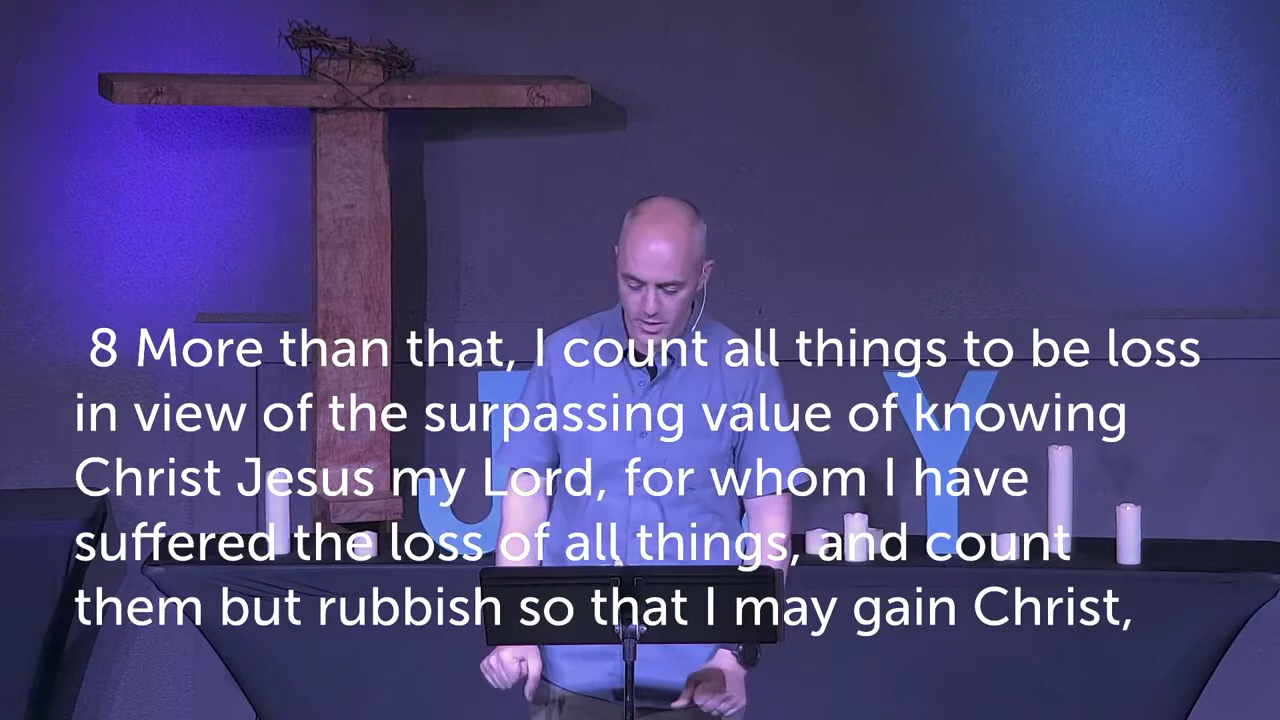 8 More than that, I count all things to be loss
in view of the surpassing value of knowing
Christ Jesus my Lord, for whom I have
suffered the loss of all things, and count
them but rubbish so that I may gain Christ,
J Y